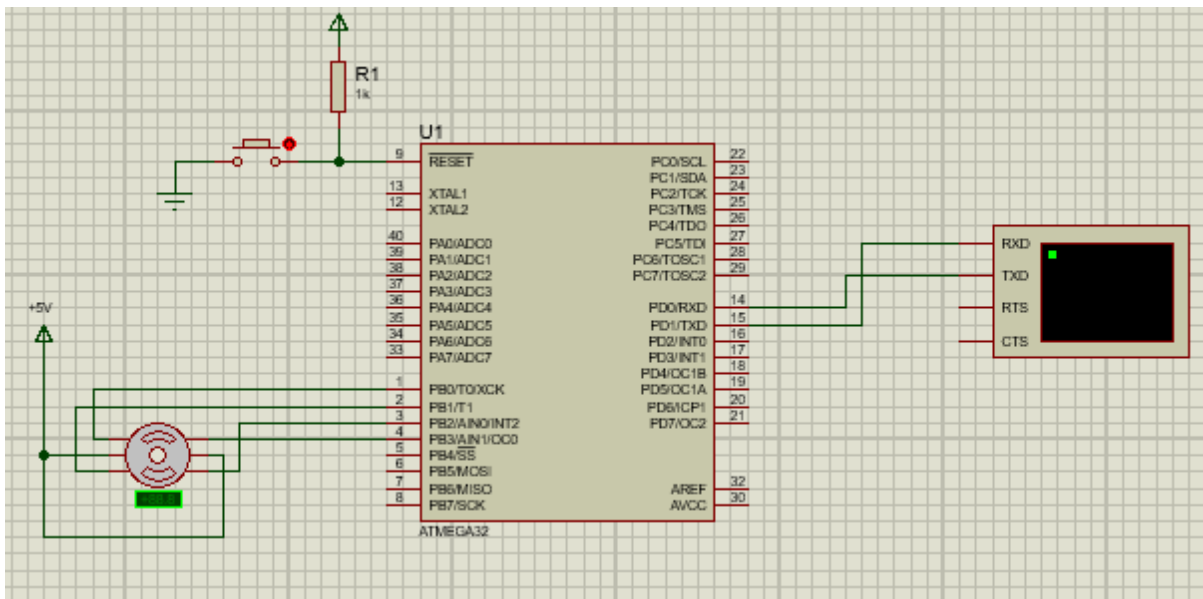 R1
1k
U1
9 RESET
13 XTAL1
12 XTAL2
40 PA0/ADC0
39 PA1/ADC1
38 PA2/ADC2
37 PA3/ADC3
36 PA4/ADC4
35 PA5/ADC5
34 PA6/ADC6
33 PA7/ADC7
1 PB0/T0/XCK
2 PB1/T1
3 PB2/AIN0/INT2
4 PB3/AIN1/OC0
5 PB4/SS
6 PB5/MOSI
7 PB6/MISO
8 PB7/SCK
PC0/SCL 22
PC1/SDA 23
PC2/TCK 24
PC3/TMS 25
PC4/TDO 26
PC5/TDI 27
PC6/TOSC1 28
PC7/TOSC2 29
PD0/RXD 14
PD1/TXD 15
PD2/INT0 16
PD3/INT1 17
PD4/OC1B 18
PD5/OC1A 19
PD6/ICP1 20
PD7/OC2 21
AREF 32
AVCC 30
ATMEGA32
+5V
RXD
TXD
RTS
CTS